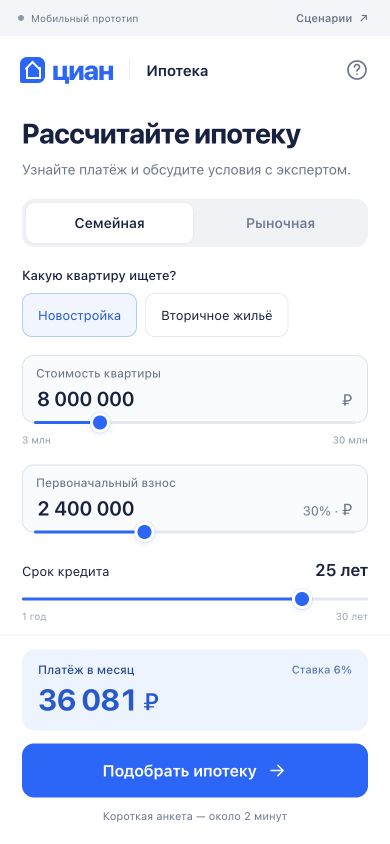 Мобильный прототип
Сценарии ↗
циан
Ипотека
?
Рассчитайте ипотеку
Узнайте платёж и обсудите условия с экспертом.
Семейная
Рыночная
Какую квартиру ищете?
Новостройка
Вторичное жильё
Стоимость квартиры
8 000 000 ₽
3 млн
30 млн
Первоначальный взнос
2 400 000
30% · ₽
Срок кредита
25 лет
1 год
30 лет
Платёж в месяц
Ставка 6%
36 081 ₽
Подобрать ипотеку →
Короткая анкета — около 2 минут